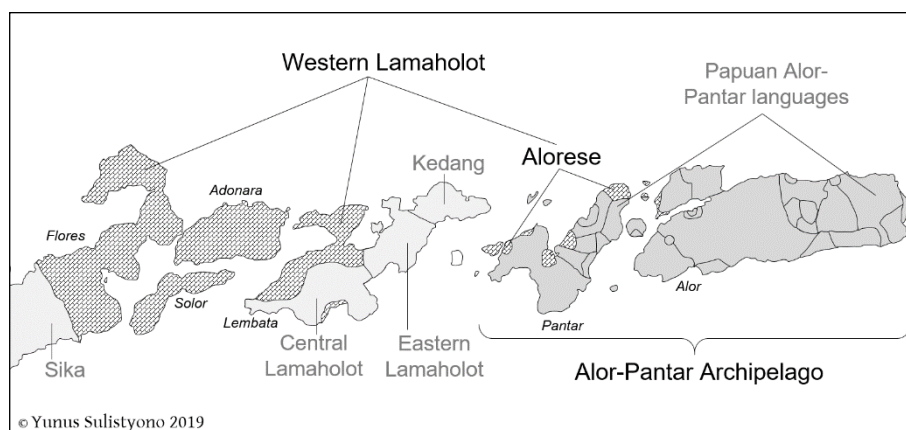 Western Lamaholot
Papuan Alor-
Pantar languages
Kedang
Alorese
Adonara
Flores
Solor
Lembata
Alor
Pantar
Sika
Central
Lamaholot
Eastern
Lamaholot
Alor-Pantar Archipelago
© Yunus Sulistyono 2019